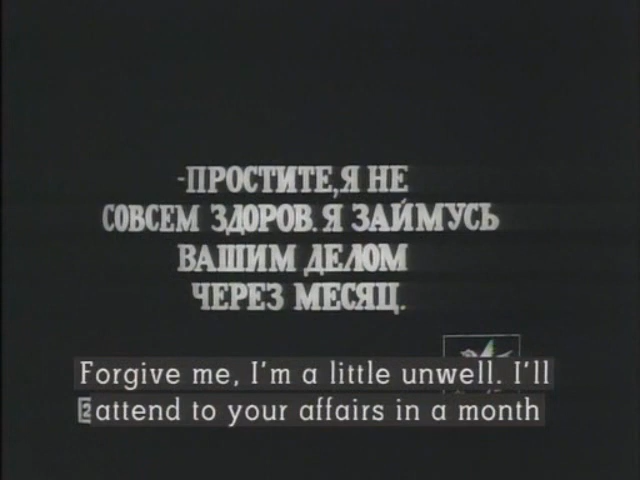 -ПРОСТИТЕ, Я НЕ
СОВСЕМ ЗДОРОВ. Я ЗАЙМУСЬ
ВАШИМ ДЕЛОМ
ЧЕРЕЗ МЕСЯЦ.
Forgive me, I'm a little unwell. I'll
2 attend to your affairs in a month